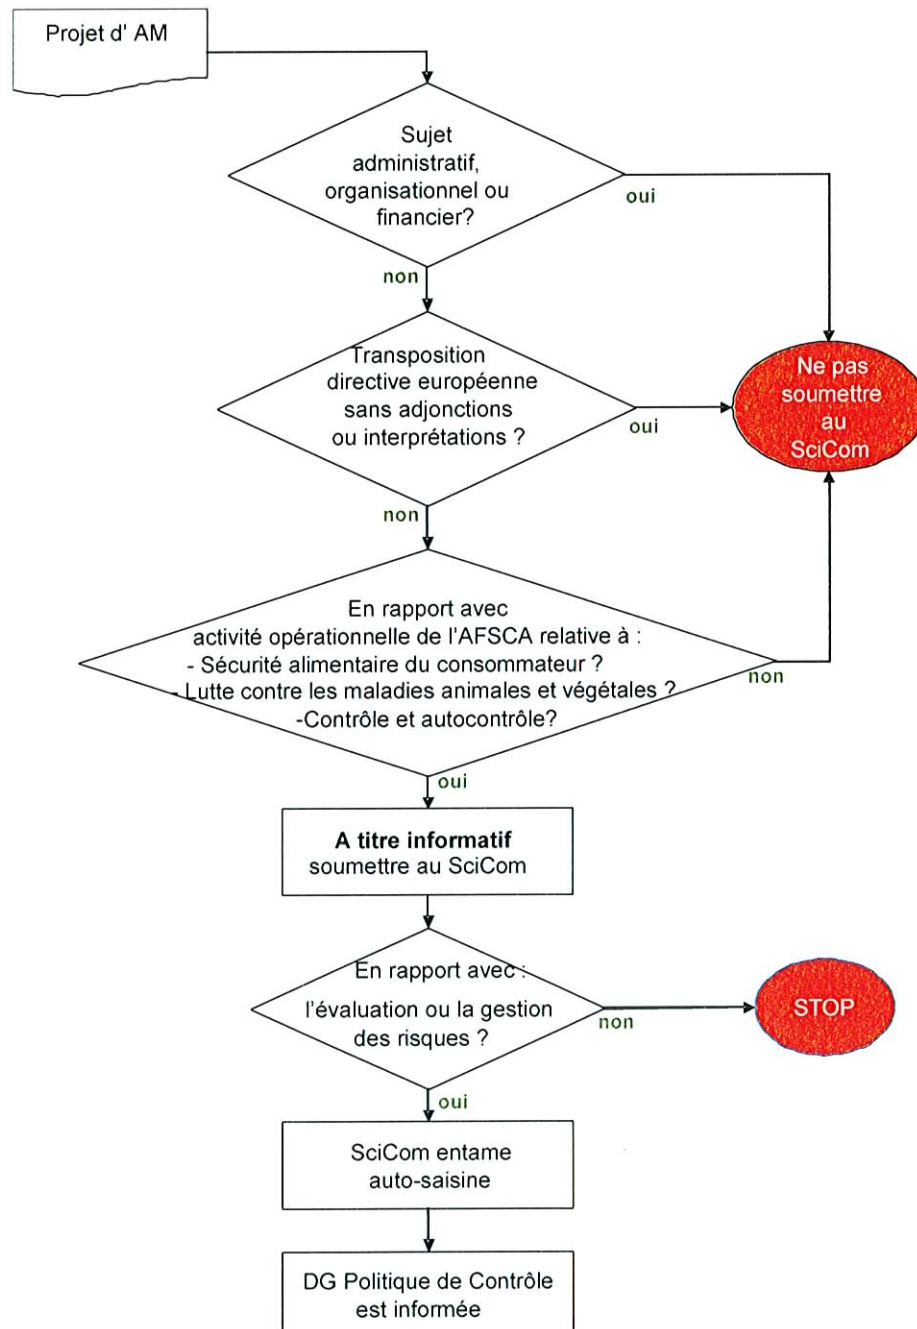 Projet d' AM
Sujet
administratif,
organisationnel ou
financier?
oui
non
Transposition
directive européenne
sans adjonctions
ou interprétations ?
oui
Ne pas
soumettre
au
SciCom
non
En rapport avec
activité opérationnelle de l'AFSCA relative à :
- Sécurité alimentaire du consommateur ?
- Lutte contre les maladies animales et végétales ?
-Contrôle et autocontrôle?
non
oui
A titre informatif
soumettre au SciCom
En rapport avec :
l'évaluation ou la gestion
des risques ?
non
STOP
oui
SciCom entame
auto-saisine
DG Politique de Contrôle
est informée